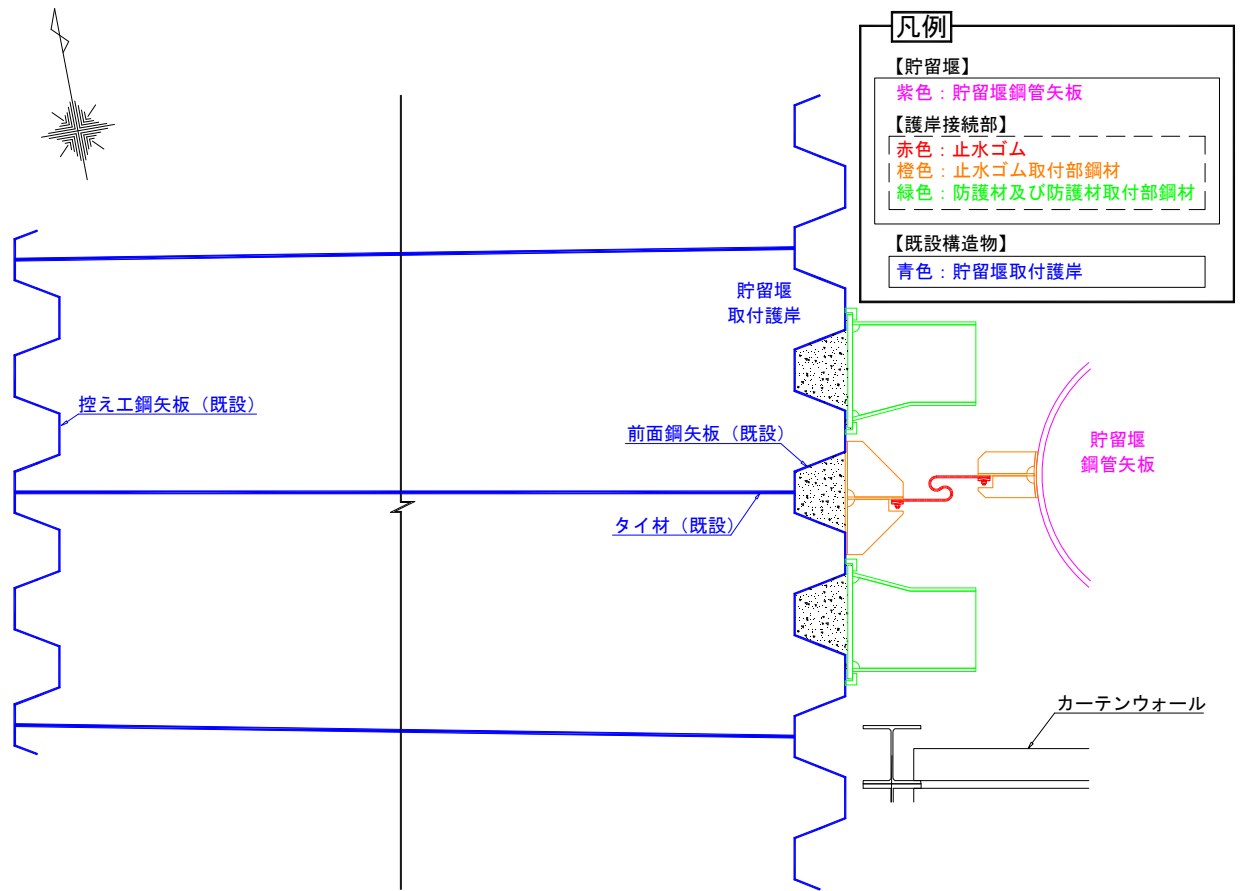 凡例
【貯留堰】
紫色：貯留堰鋼管矢板
【護岸接続部】
赤色：止水ゴム
橙色：止水ゴム取付部鋼材
緑色：防護材及び防護材取付部鋼材
【既設構造物】
青色：貯留堰取付護岸
貯留堰
取付護岸
控え工鋼矢板（既設）
前面鋼矢板（既設）
貯留堰
鋼管矢板
タイ材（既設）
カーテンウォール